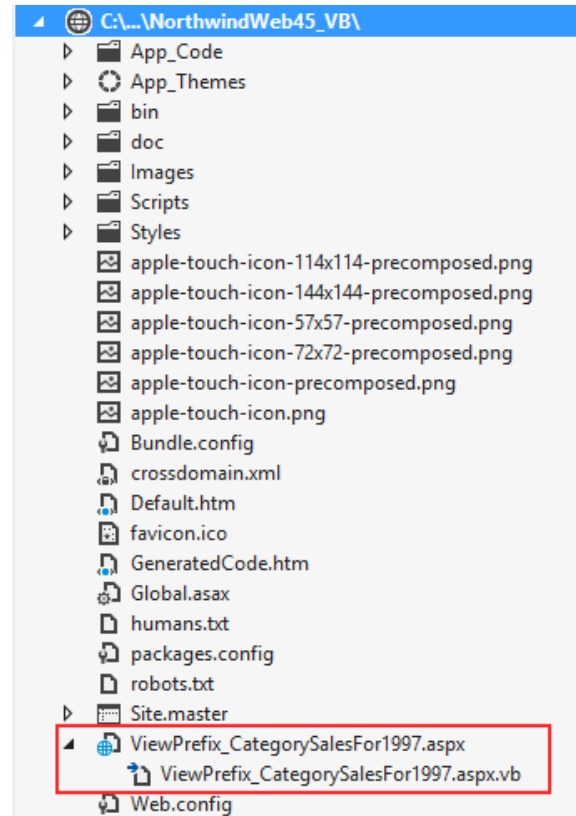 C:\...\NorthwindWeb45_VB\
App_Code
App_Themes
bin
doc
Images
Scripts
Styles
apple-touch-icon-114x114-precomposed.png
apple-touch-icon-144x144-precomposed.png
apple-touch-icon-57x57-precomposed.png
apple-touch-icon-72x72-precomposed.png
apple-touch-icon-precomposed.png
apple-touch-icon.png
Bundle.config
crossdomain.xml
Default.htm
favicon.ico
GeneratedCode.htm
Global.asax
humans.txt
packages.config
robots.txt
Site.master
ViewPrefix_CategorySalesFor1997.aspx
ViewPrefix_CategorySalesFor1997.aspx.vb
Web.config